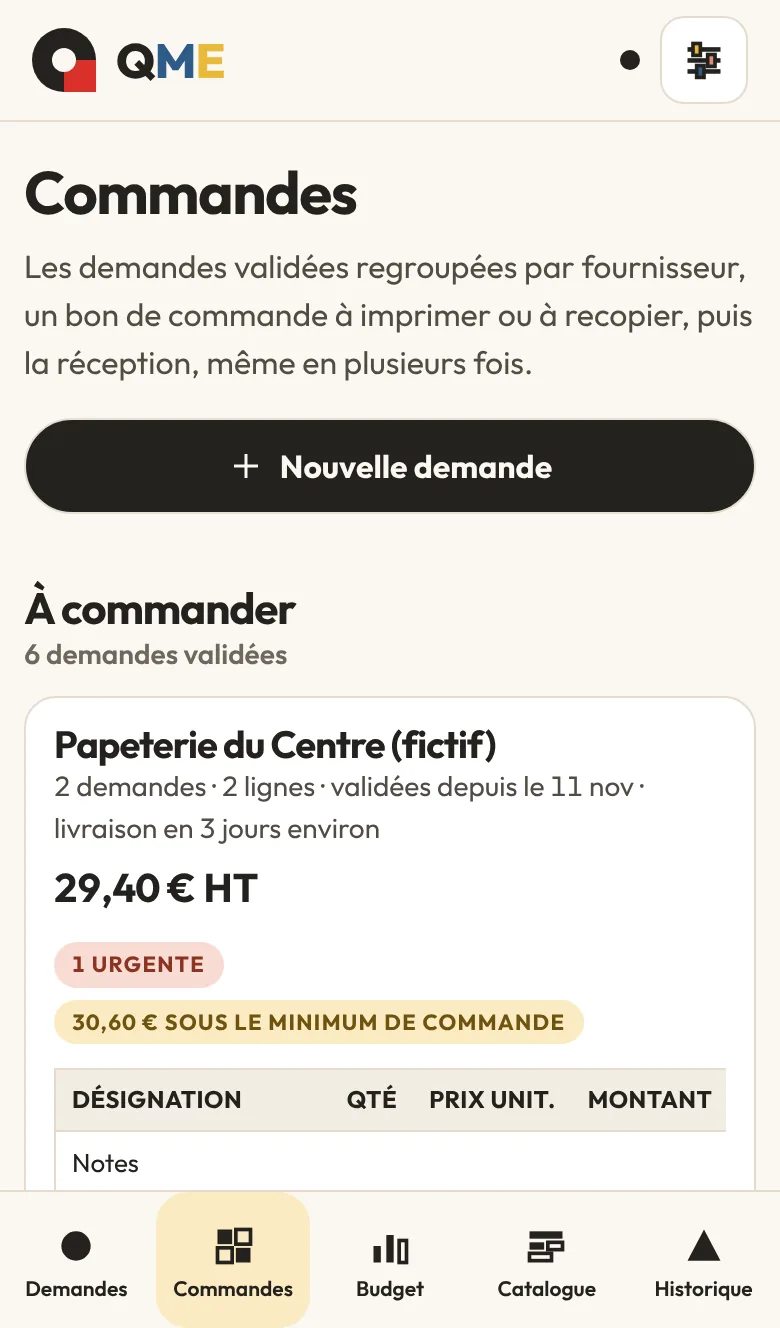 QME
Commandes
Les demandes validées regroupées par fournisseur,
un bon de commande à imprimer ou à recopier, puis
la réception, même en plusieurs fois.
+ Nouvelle demande
À commander
6 demandes validées
Papeterie du Centre (fictif)
2 demandes · 2 lignes · validées depuis le 11 nov ·
livraison en 3 jours environ
29,40 € HT
1 URGENTE
30,60 € SOUS LE MINIMUM DE COMMANDE
DÉSIGNATION QTÉ PRIX UNIT. MONTANT
Notes
Demandes Commandes Budget Catalogue Historique